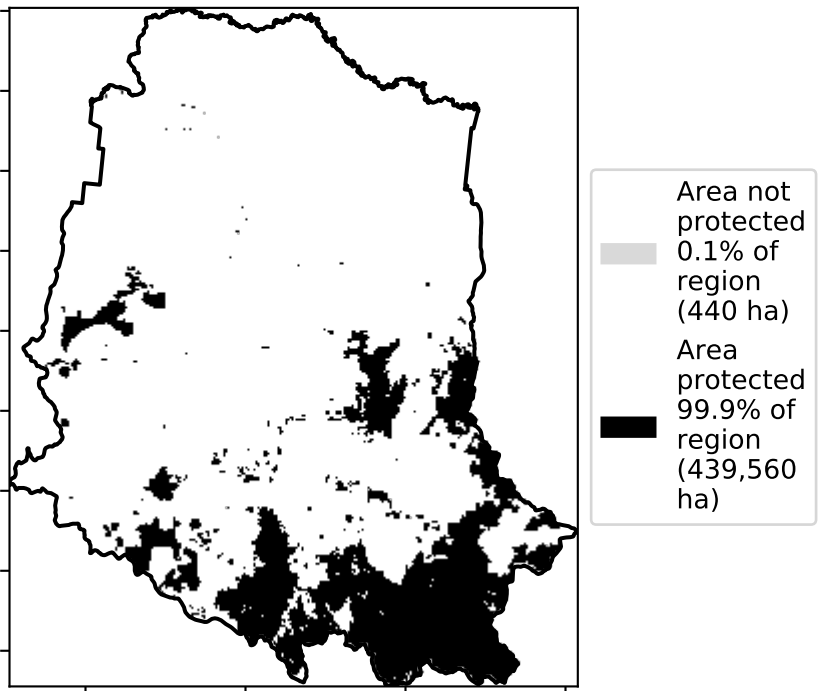 Area not
protected
0.1% of
region
(440 ha)
Area
protected
99.9% of
region
(439,560
ha)